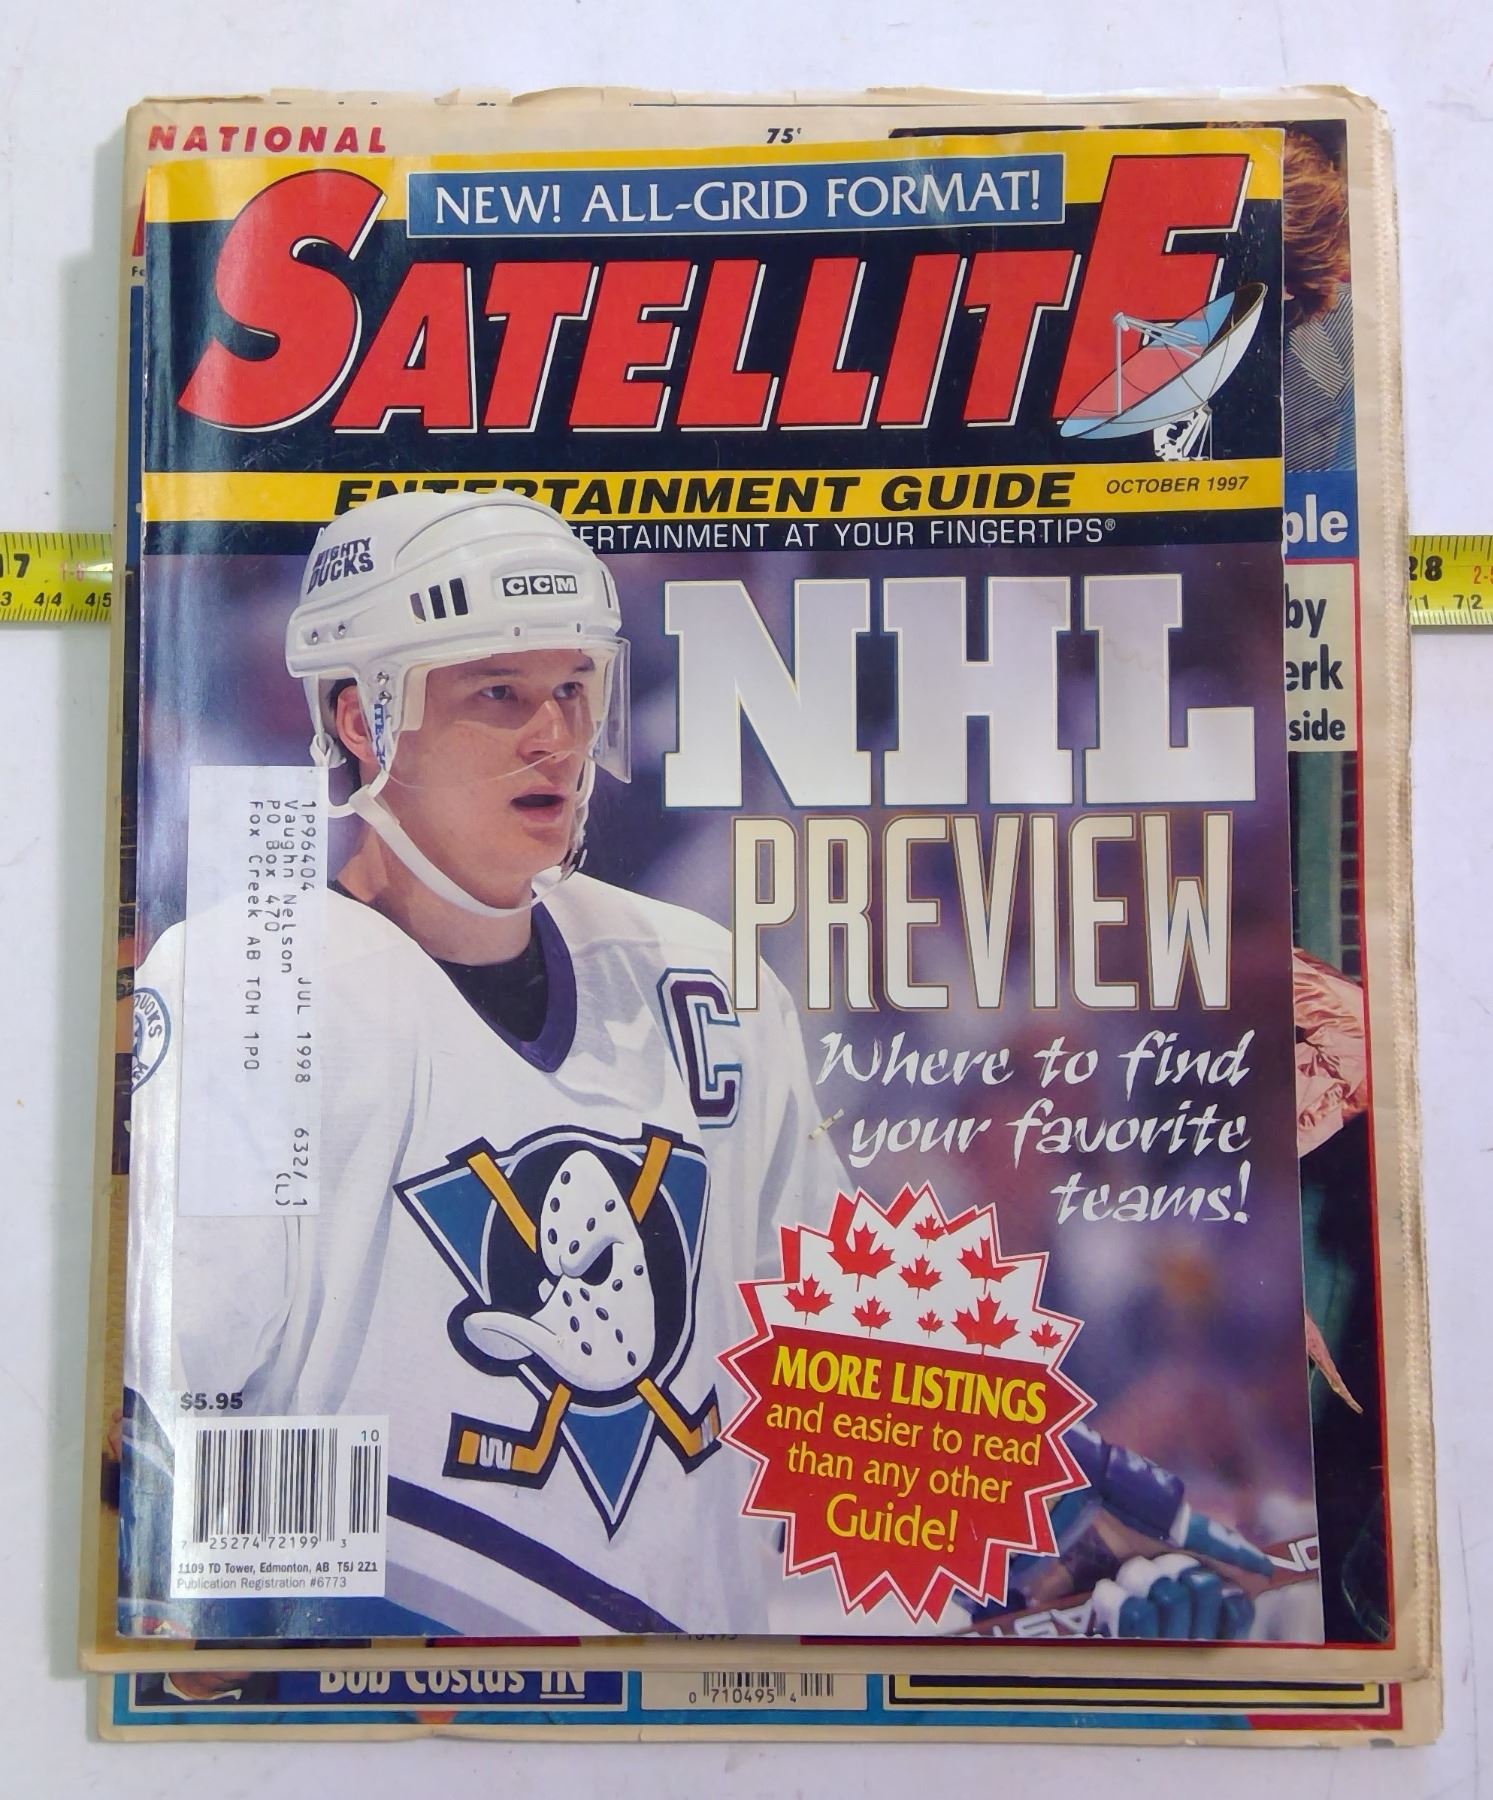 NATIONAL
75¢
NEW! ALL-GRID FORMAT!
SATELLITE
ENTERTAINMENT GUIDE
OCTOBER 1997
ERTAINMENT AT YOUR FINGERTIPS®
MIGHTY
DUCKS
CCM
NHL
PREVIEW
Where to find
your favorite
teams!
C
ple
by
erk
side
17
28
1P96404 JUL 1998 632/1
Vaughn Nelson (L)
PO Box 470
Fox Creek AB T0H 1P0
MORE LISTINGS
and easier to read
than any other
Guide!
$5.95
10
7 25274 72199 3
1109 TD Tower, Edmonton, AB T5J 2Z1
Publication Registration #6773
Bob Costas IN
0 710495 4